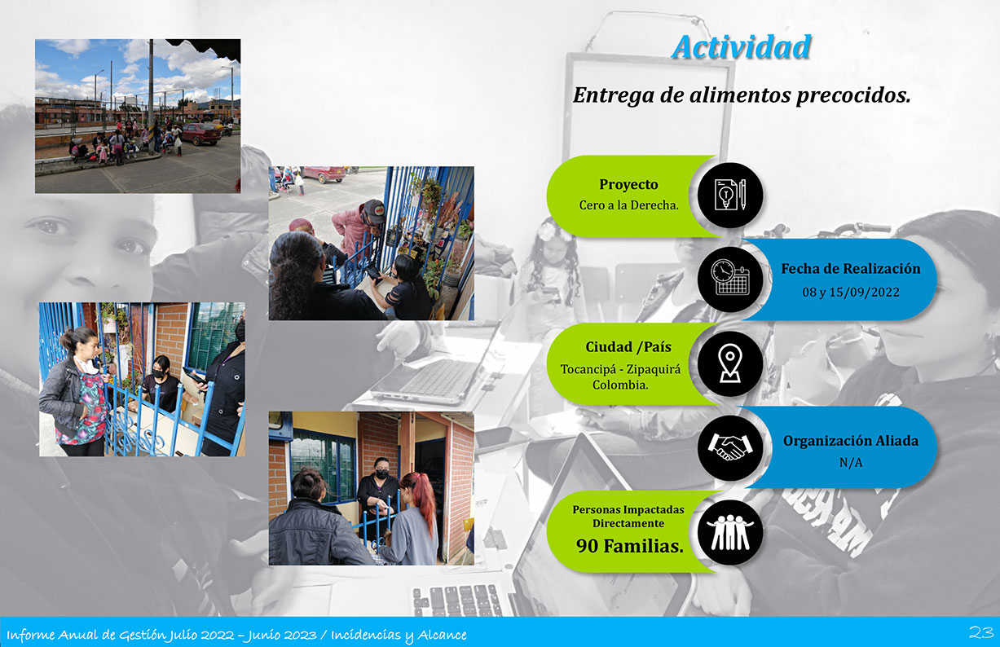 Actividad
Entrega de alimentos precocidos.
Proyecto
Cero a la Derecha.
Fecha de Realización
08 y 15/09/2022
Ciudad /País
Tocancipá - Zipaquirá
Colombia.
Organización Aliada
N/A
Personas Impactadas
Directamente
90 Familias.
Informe Anual de Gestión Julio 2022 – Junio 2023 / Incidencias y Alcance
23